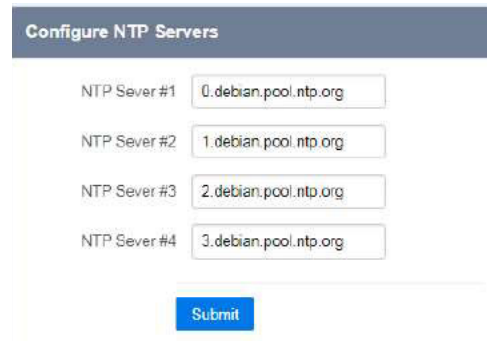 Configure NTP Servers
NTP Sever #1 0.debian.pool.ntp.org
NTP Sever #2 1.debian.pool.ntp.org
NTP Sever #3 2.debian.pool.ntp.org
NTP Sever #4 3.debian.pool.ntp.org
Submit